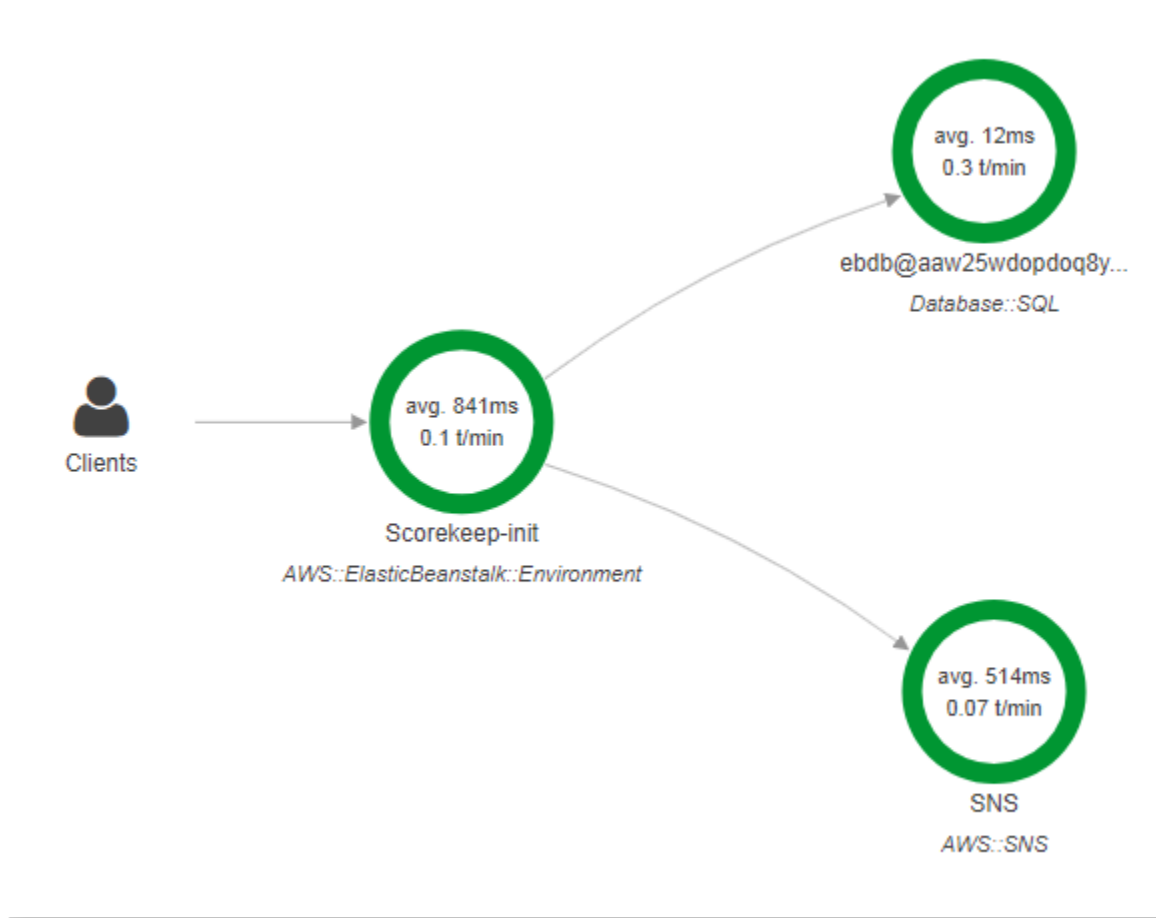 avg. 12ms
0.3 t/min
ebdb@aaw25wdopdoq8y...
Database::SQL
avg. 841ms
0.1 t/min
Clients
Scorekeep-init
AWS::ElasticBeanstalk::Environment
avg. 514ms
0.07 t/min
SNS
AWS::SNS